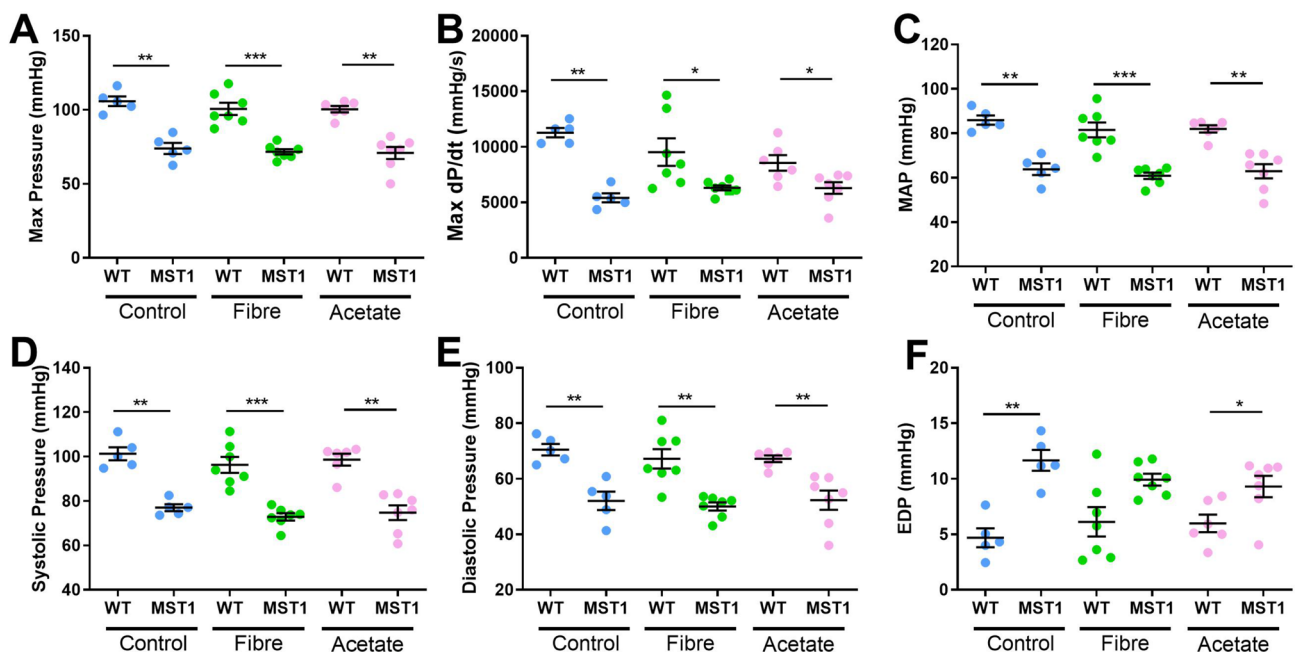 A
Max Pressure (mmHg)
150
100
50
0
** *** **
WT MST1 WT MST1 WT MST1
Control Fibre Acetate
B
Max dP/dt (mmHg/s)
20000
15000
10000
5000
0
** * *
WT MST1 WT MST1 WT MST1
Control Fibre Acetate
C
MAP (mmHg)
120
100
80
60
40
20
** *** **
WT MST1 WT MST1 WT MST1
Control Fibre Acetate
D
Systolic Pressure (mmHg)
140
120
100
80
60
40
** *** **
WT MST1 WT MST1 WT MST1
Control Fibre Acetate
E
Diastolic Pressure (mmHg)
100
80
60
40
20
** ** **
WT MST1 WT MST1 WT MST1
Control Fibre Acetate
F
EDP (mmHg)
20
15
10
5
0
** *
WT MST1 WT MST1 WT MST1
Control Fibre Acetate